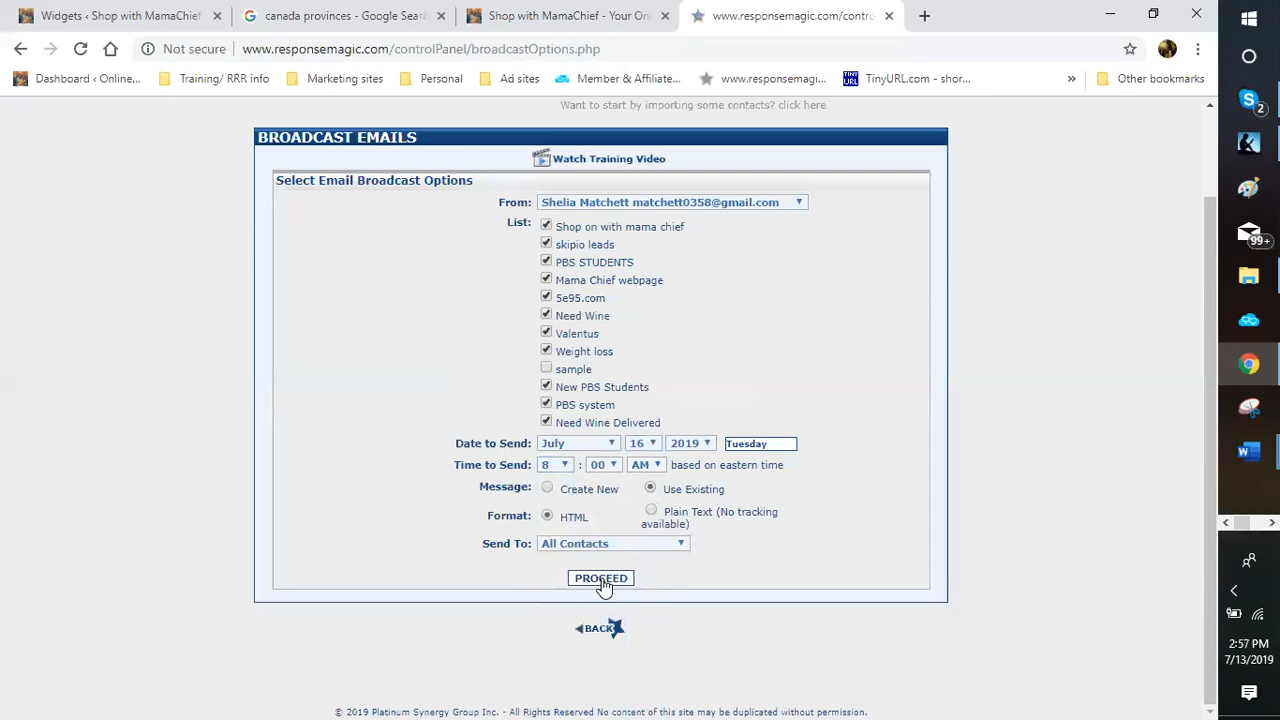 Widgets ‹ Shop with MamaChief
canada provinces - Google Sear
Shop with MamaChief - Your On
www.responsemagic.com/contro
Not secure www.responsemagic.com/controlPanel/broadcastOptions.php
Dashboard ‹ Online... Training/ RRR info Marketing sites Personal Ad sites Member & Affiliate... www.responsemagi... TINY URL TinyURL.com - shor... » Other bookmarks
Want to start by importing some contacts? click here
BROADCAST EMAILS
Watch Training Video
Select Email Broadcast Options
From: Shelia Matchett matchett0358@gmail.com
List: Shop on with mama chief
skipio leads
PBS STUDENTS
Mama Chief webpage
5e95.com
Need Wine
Valentus
Weight loss
sample
New PBS Students
PBS system
Need Wine Delivered
Date to Send: July 16 2019 Tuesday
Time to Send: 8 : 00 AM based on eastern time
Message: Create New Use Existing
Format: HTML Plain Text (No tracking
available)
Send To: All Contacts
PROCEED
BACK
© 2019 Platinum Synergy Group Inc. - All Rights Reserved No content of this site may be duplicated without permission.
2
99+
2:57 PM
7/13/2019